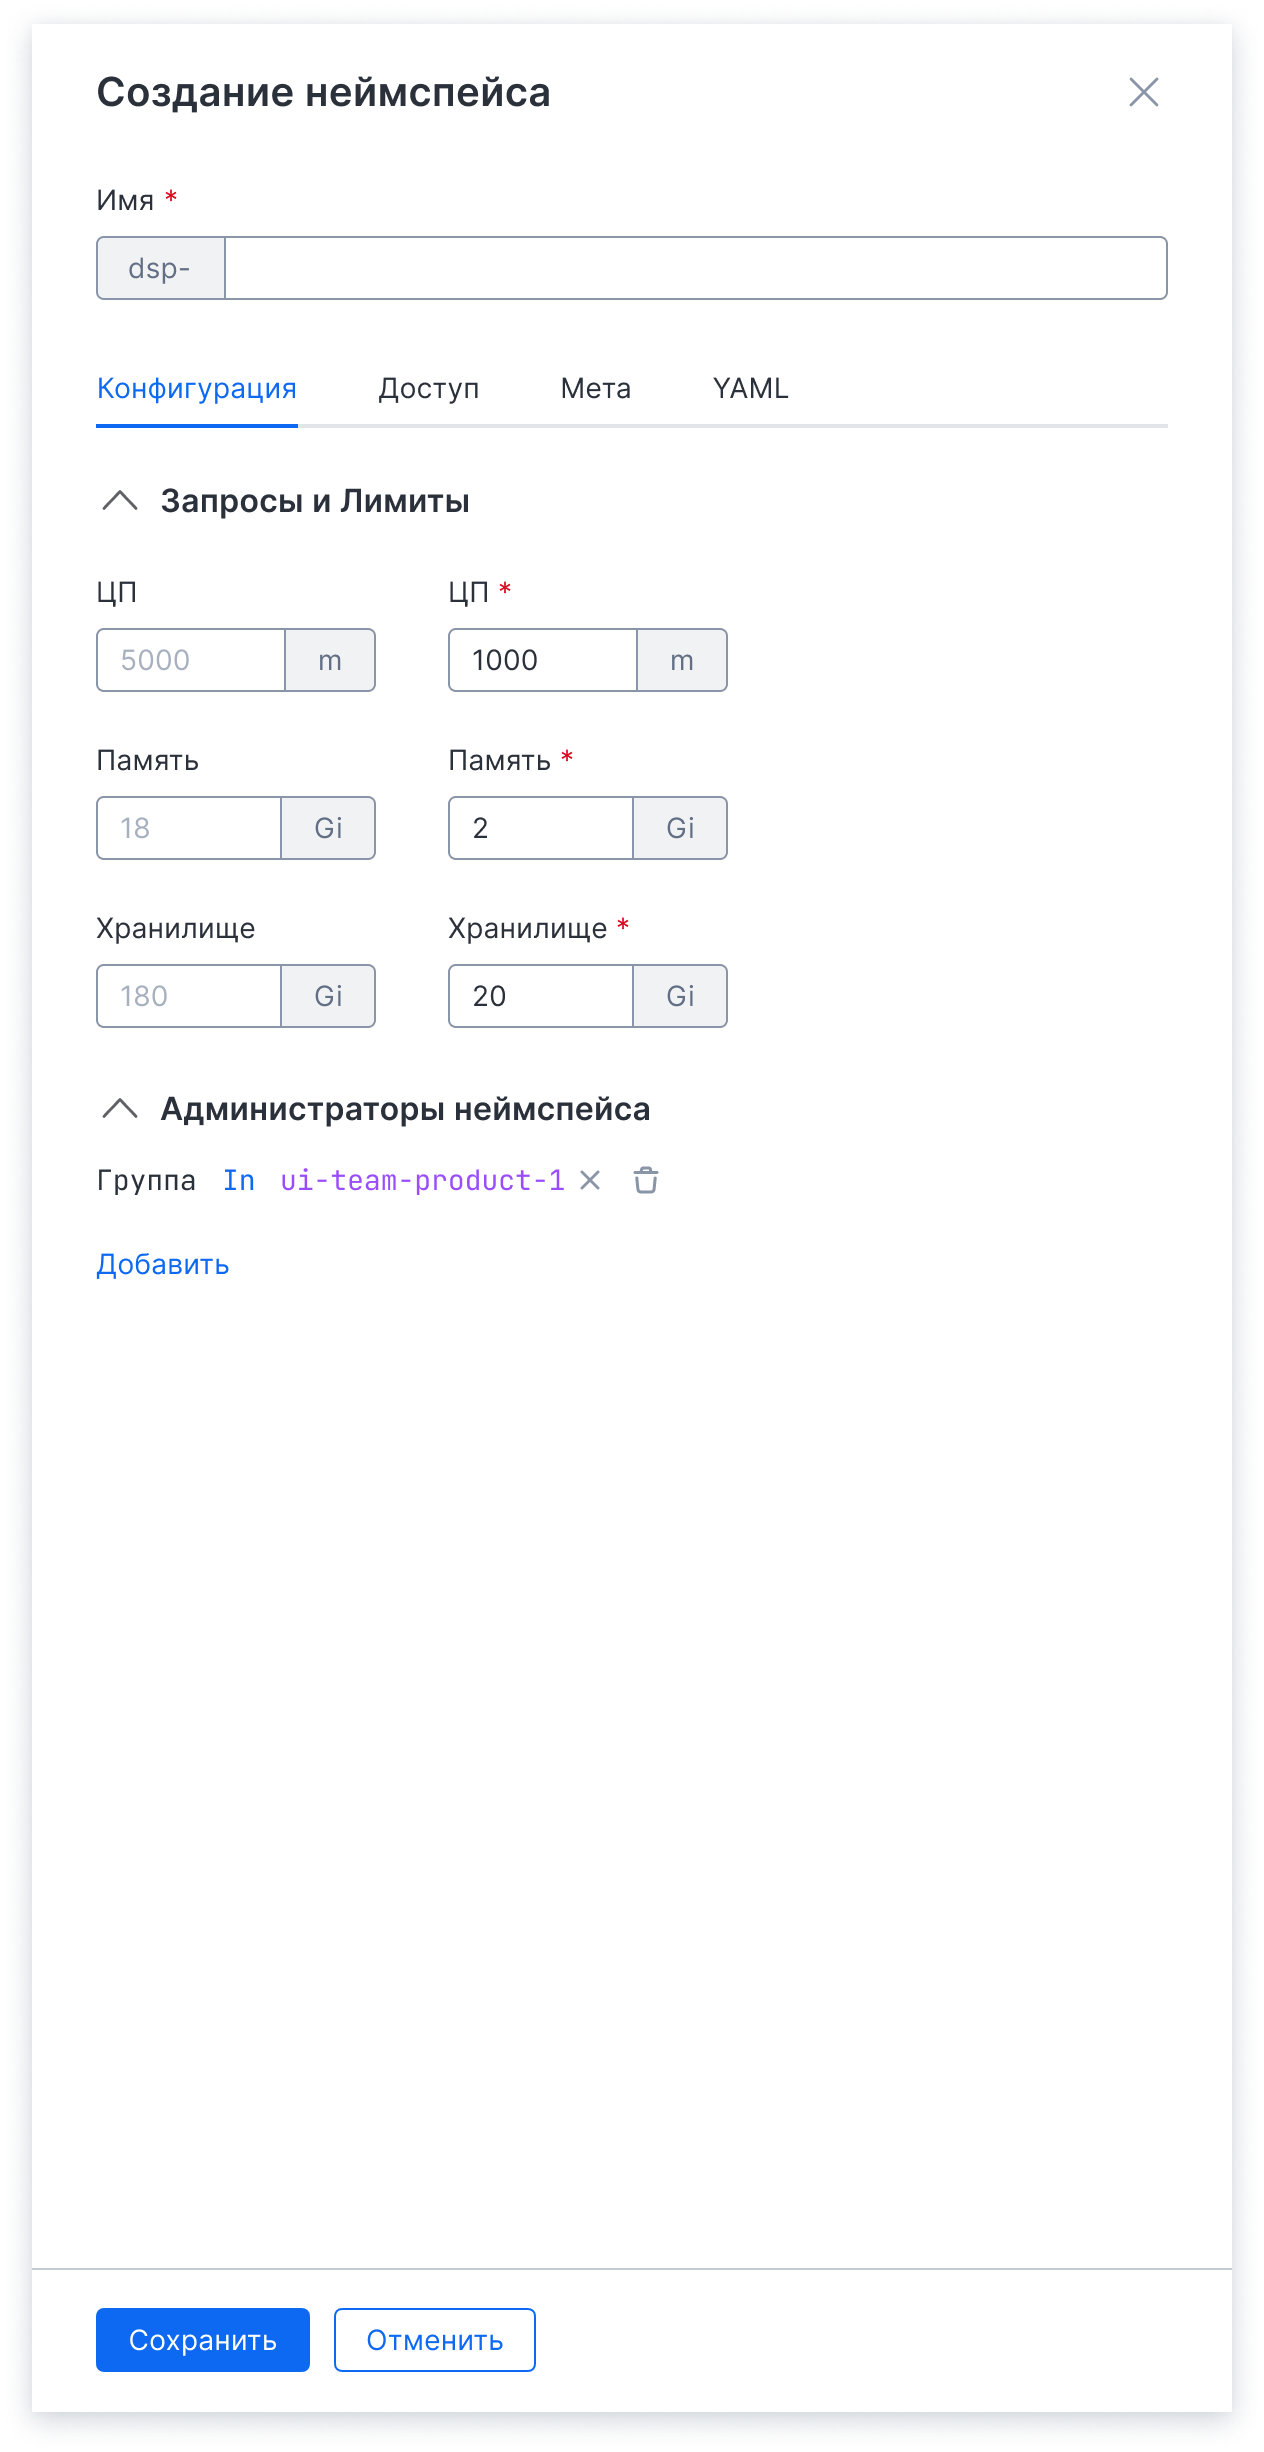 Создание неймспейса
Имя *
dsp-
Конфигурация Доступ Мета YAML
Запросы и Лимиты
ЦП ЦП *
5000 m 1000 m
Память Память *
18 Gi 2 Gi
Хранилище Хранилище *
180 Gi 20 Gi
Администраторы неймспейса
Группа In ui-team-product-1
Добавить
Сохранить Отменить